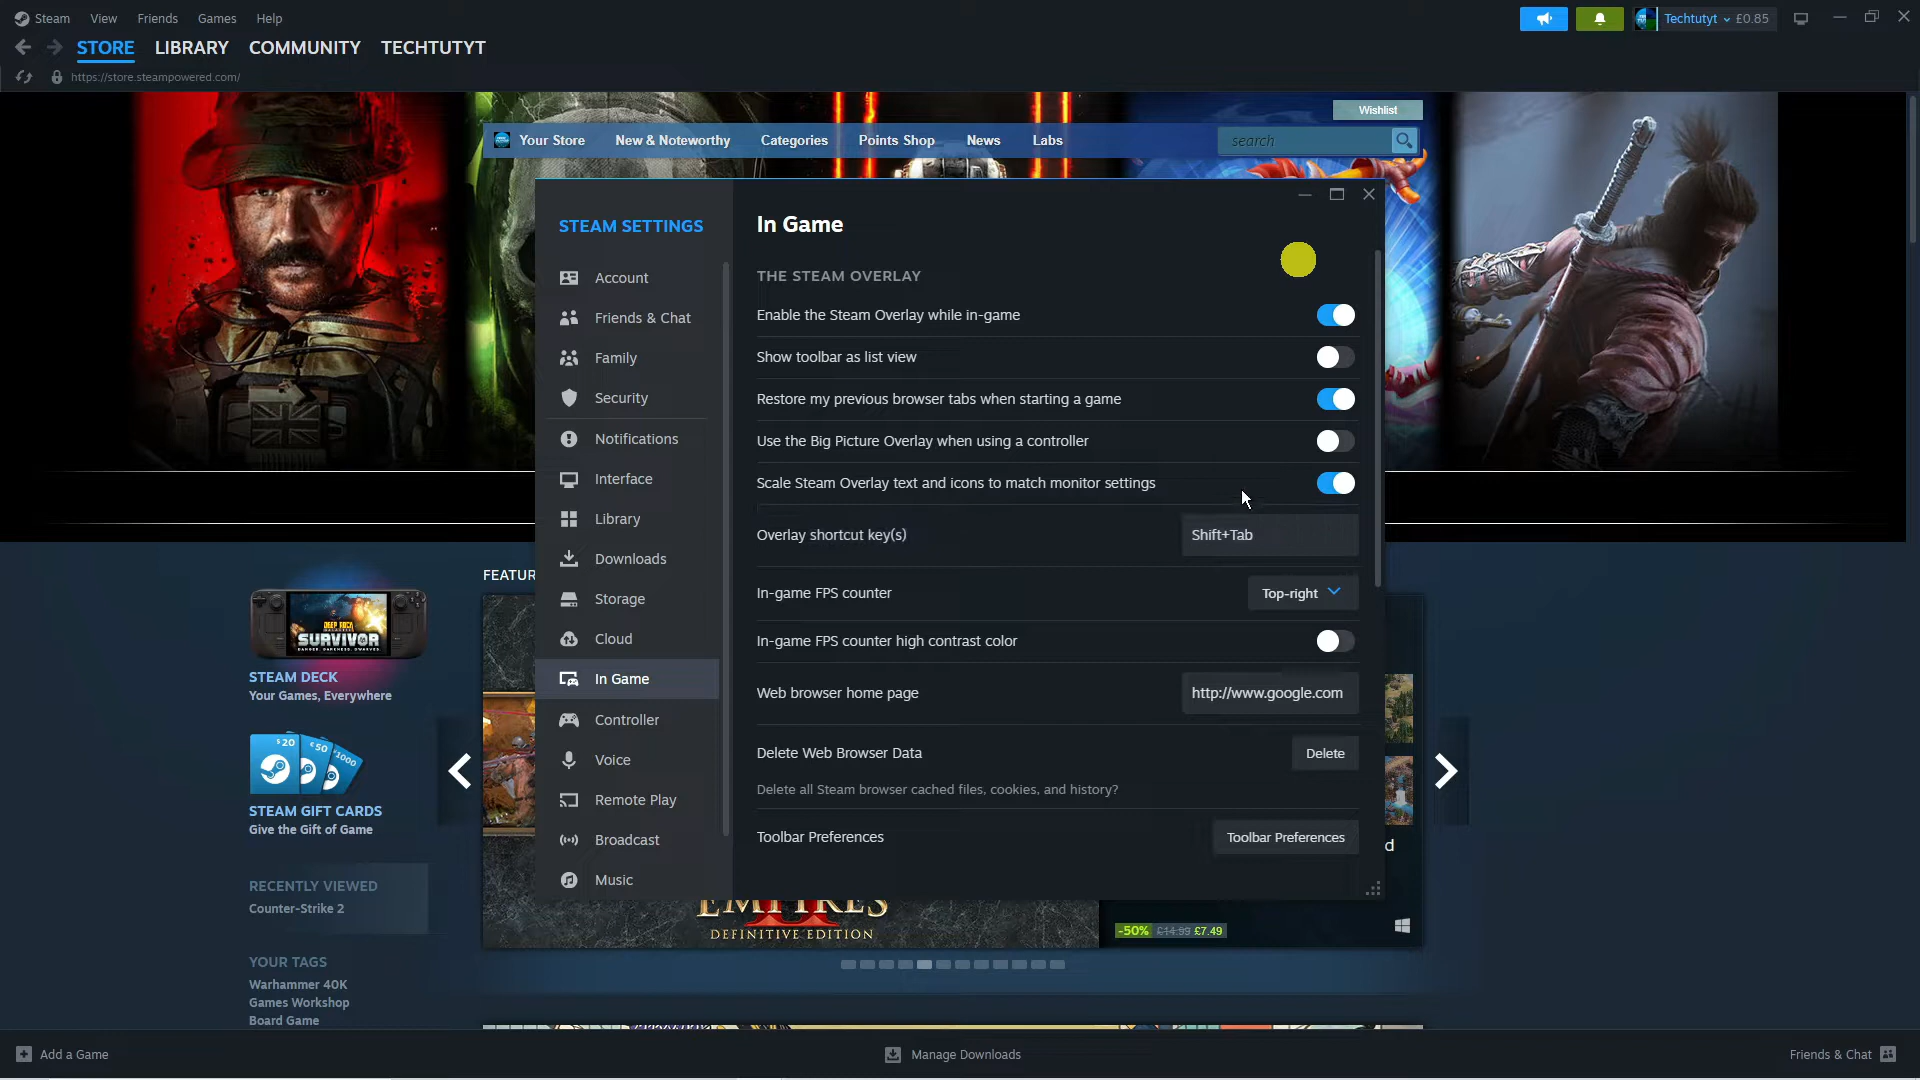 Steam View Friends Games Help
Techtutyt £0.85
STORE LIBRARY COMMUNITY TECHTUTYT
https://store.steampowered.com/
Wishlist
Your Store New & Noteworthy Categories Points Shop News Labs search
STEAM SETTINGS
Account
Friends & Chat
Family
Security
Notifications
Interface
Library
Downloads
Storage
Cloud
In Game
Controller
Voice
Remote Play
Broadcast
Music
In Game
THE STEAM OVERLAY
Enable the Steam Overlay while in-game
Show toolbar as list view
Restore my previous browser tabs when starting a game
Use the Big Picture Overlay when using a controller
Scale Steam Overlay text and icons to match monitor settings
Overlay shortcut key(s) Shift+Tab
In-game FPS counter Top-right
In-game FPS counter high contrast color
Web browser home page http://www.google.com
Delete Web Browser Data Delete
Delete all Steam browser cached files, cookies, and history?
Toolbar Preferences Toolbar Preferences
FEATUR
DEEP ROCK
SURVIVOR
STEAM DECK
Your Games, Everywhere
$20 €50 ¥1000
STEAM GIFT CARDS
Give the Gift of Game
RECENTLY VIEWED
Counter-Strike 2
YOUR TAGS
Warhammer 40K
Games Workshop
Board Game
d
EMPIRES
II
DEFINITIVE EDITION
-50% £14.99 £7.49
Add a Game Manage Downloads Friends & Chat